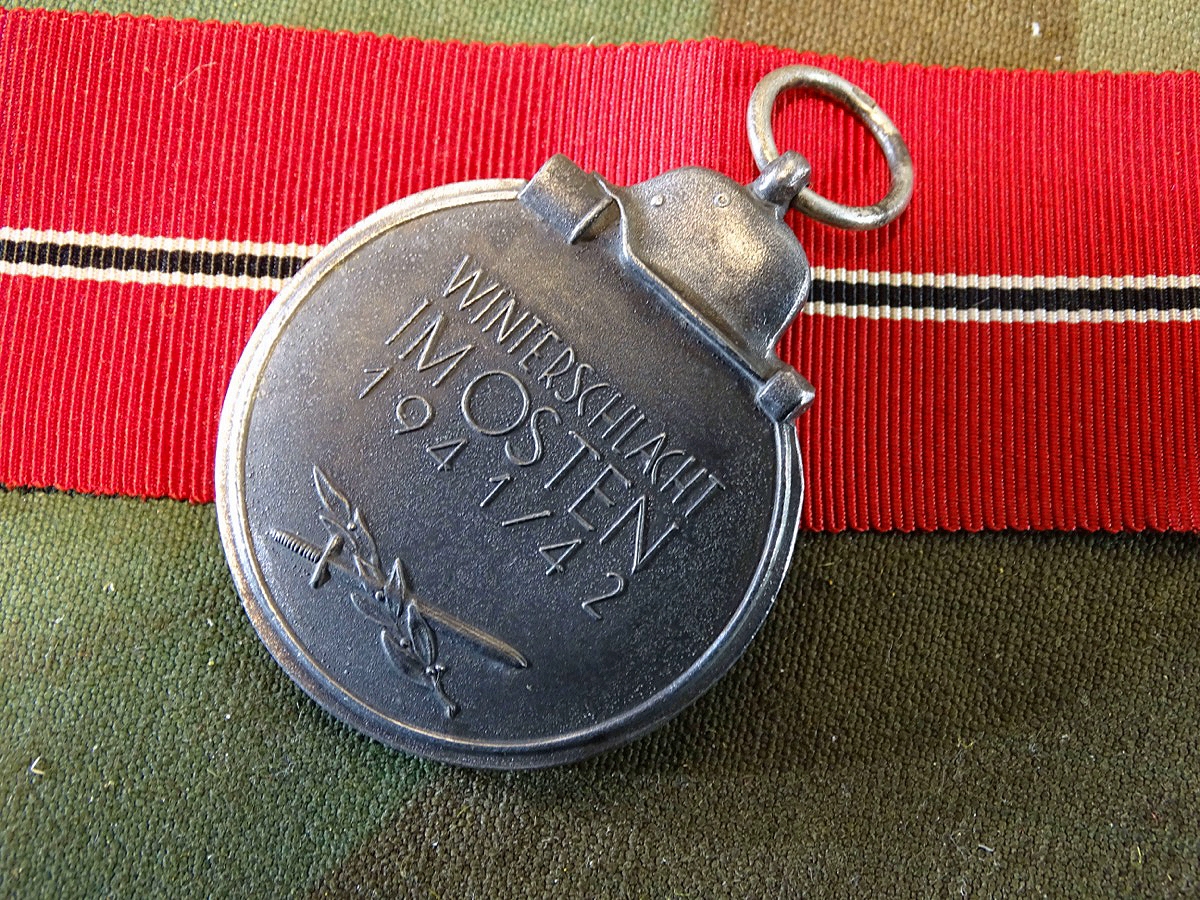 WINTERSCHLACHT
IM OSTEN
1941/42